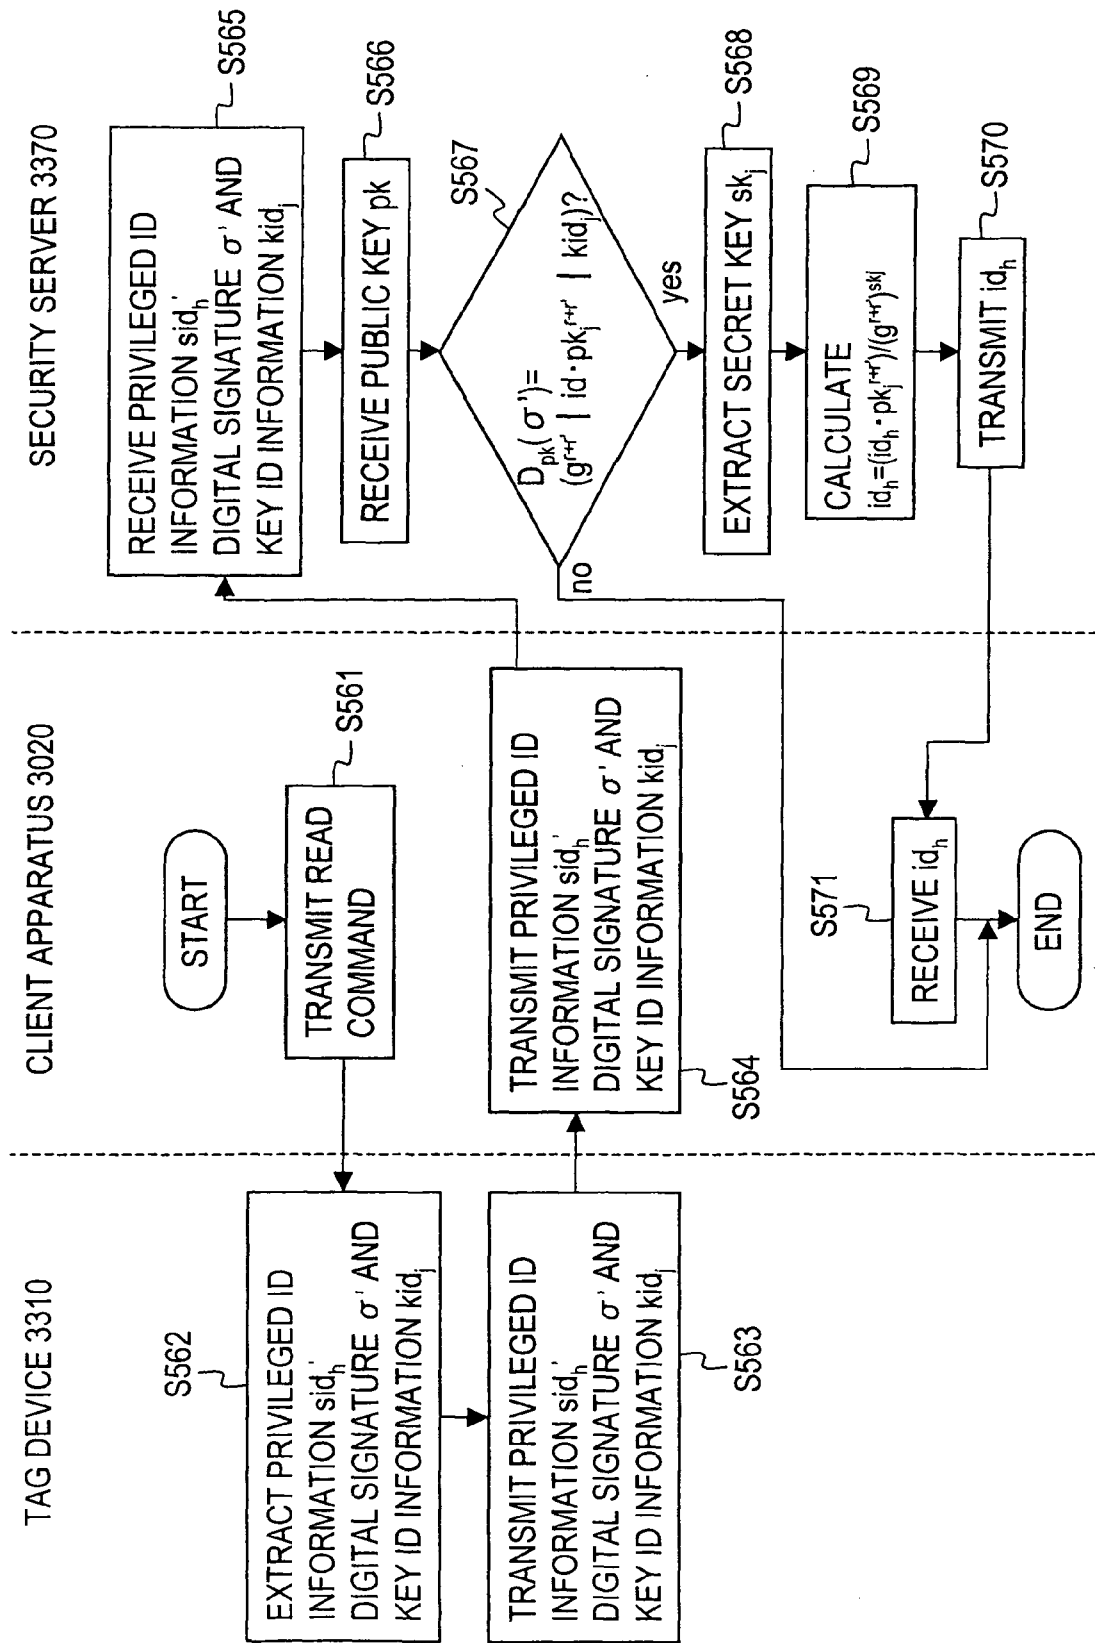 TAG DEVICE 3310
CLIENT APPARATUS 3020
SECURITY SERVER 3370
START
TRANSMIT READ
COMMAND
S561
S562
EXTRACT PRIVILEGED ID
INFORMATION sid_h'
DIGITAL SIGNATURE σ' AND
KEY ID INFORMATION kid_j
TRANSMIT PRIVILEGED ID
INFORMATION sid_h'
DIGITAL SIGNATURE σ' AND
KEY ID INFORMATION kid_j
S563
TRANSMIT PRIVILEGED ID
INFORMATION sid_h'
DIGITAL SIGNATURE σ' AND
KEY ID INFORMATION kid_j
S564
RECEIVE PRIVILEGED ID
INFORMATION sid_h'
DIGITAL SIGNATURE σ' AND
KEY ID INFORMATION kid_j
S565
RECEIVE PUBLIC KEY pk
S566
D_pk(σ')=
(g^r+r' | id・pk_j^r+r' | kid_j)?
S567
no
yes
EXTRACT SECRET KEY sk_j
S568
CALCULATE
id_h=(id_h・pk_j^r+r')/(g^r+r')^skj
S569
TRANSMIT id_h
S570
S571
RECEIVE id_h
END